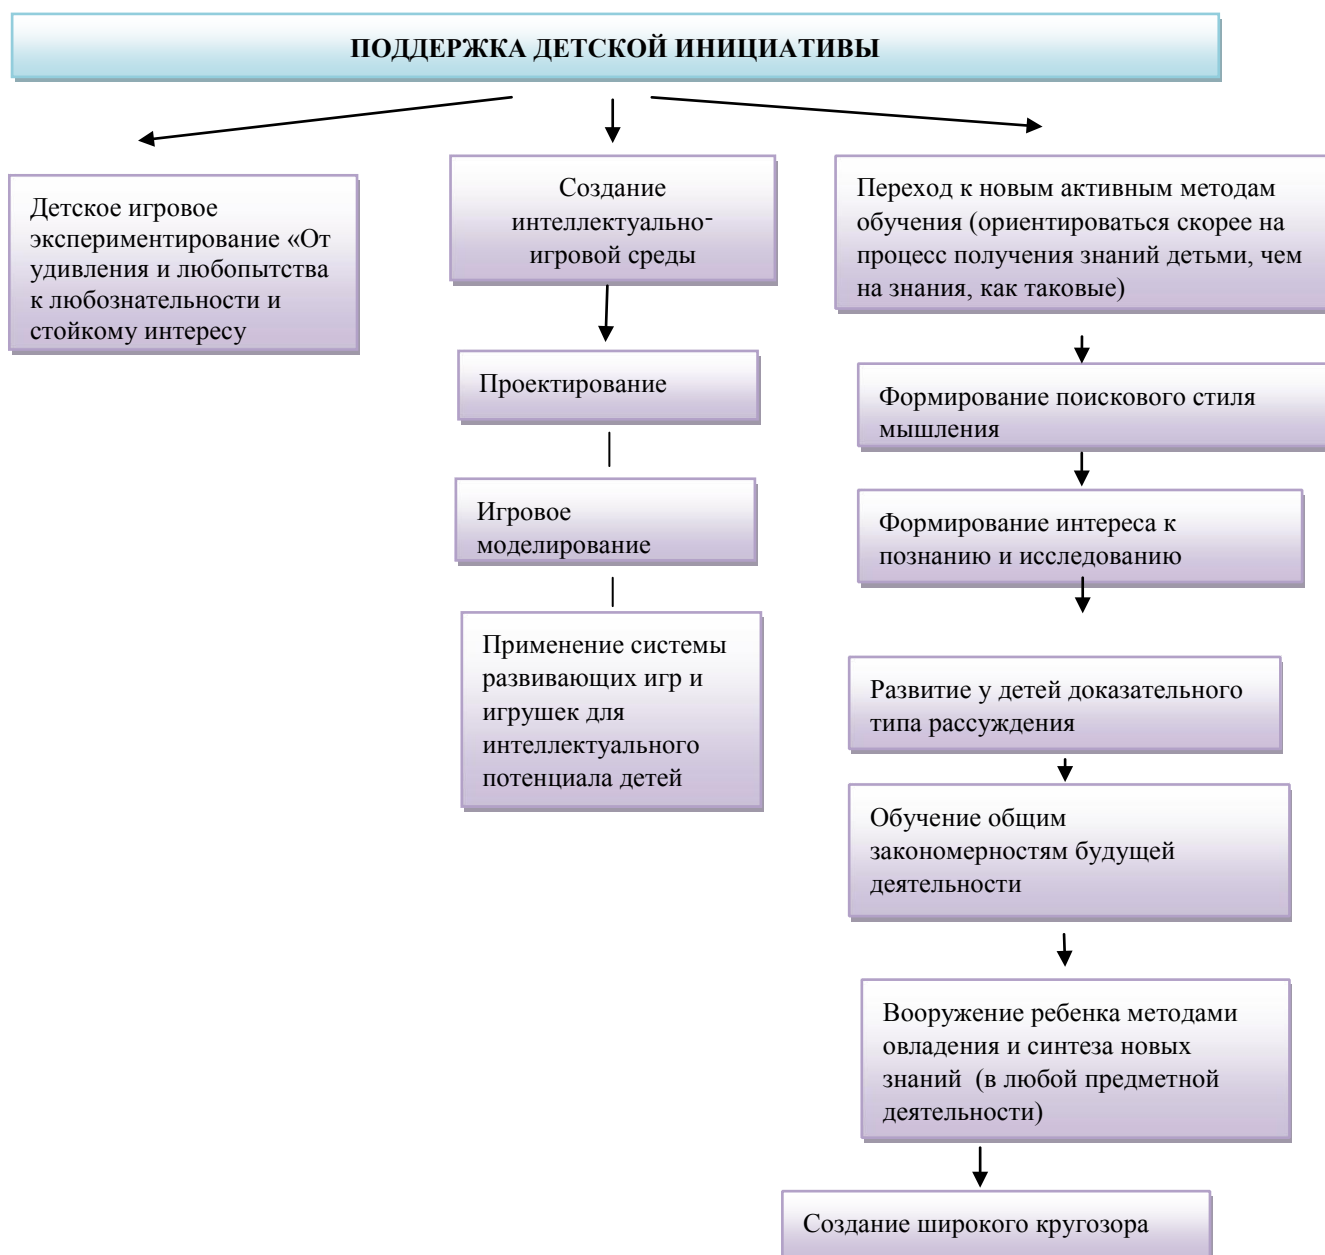 ПОДДЕРЖКА ДЕТСКОЙ ИНИЦИАТИВЫ
Детское игровое
экспериментирование «От
удивления и любопытства
к любознательности и
стойкому интересу
Создание
интеллектуально-
игровой среды
Проектирование
Игровое
моделирование
Применение системы
развивающих игр и
игрушек для
интеллектуального
потенциала детей
Переход к новым активным методам
обучения (ориентироваться скорее на
процесс получения знаний детьми, чем
на знания, как таковые)
Формирование поискового стиля
мышления
Формирование интереса к
познанию и исследованию
Развитие у детей доказательного
типа рассуждения
Обучение общим
закономерностям будущей
деятельности
Вооружение ребенка методами
овладения и синтеза новых
знаний (в любой предметной
деятельности)
Создание широкого кругозора